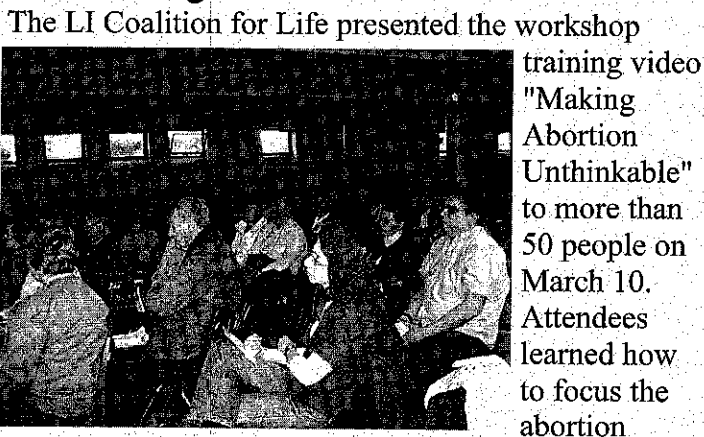 The LI Coalition for Life presented the workshop
training video
"Making
Abortion
Unthinkable"
to more than
50 people on
March 10.
Attendees
learned how
to focus the
abortion